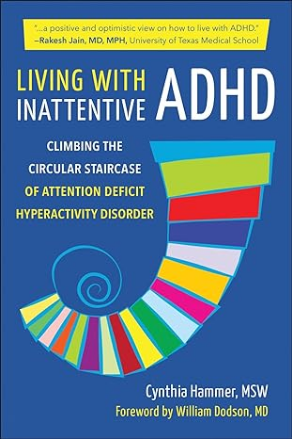 "...a positive and optimistic view on how to live with ADHD."
—Rakesh Jain, MD, MPH, University of Texas Medical School
LIVING WITH
INATTENTIVE
ADHD
CLIMBING THE
CIRCULAR STAIRCASE
OF ATTENTION DEFICIT
HYPERACTIVITY DISORDER
Cynthia Hammer, MSW
Foreword by William Dodson, MD